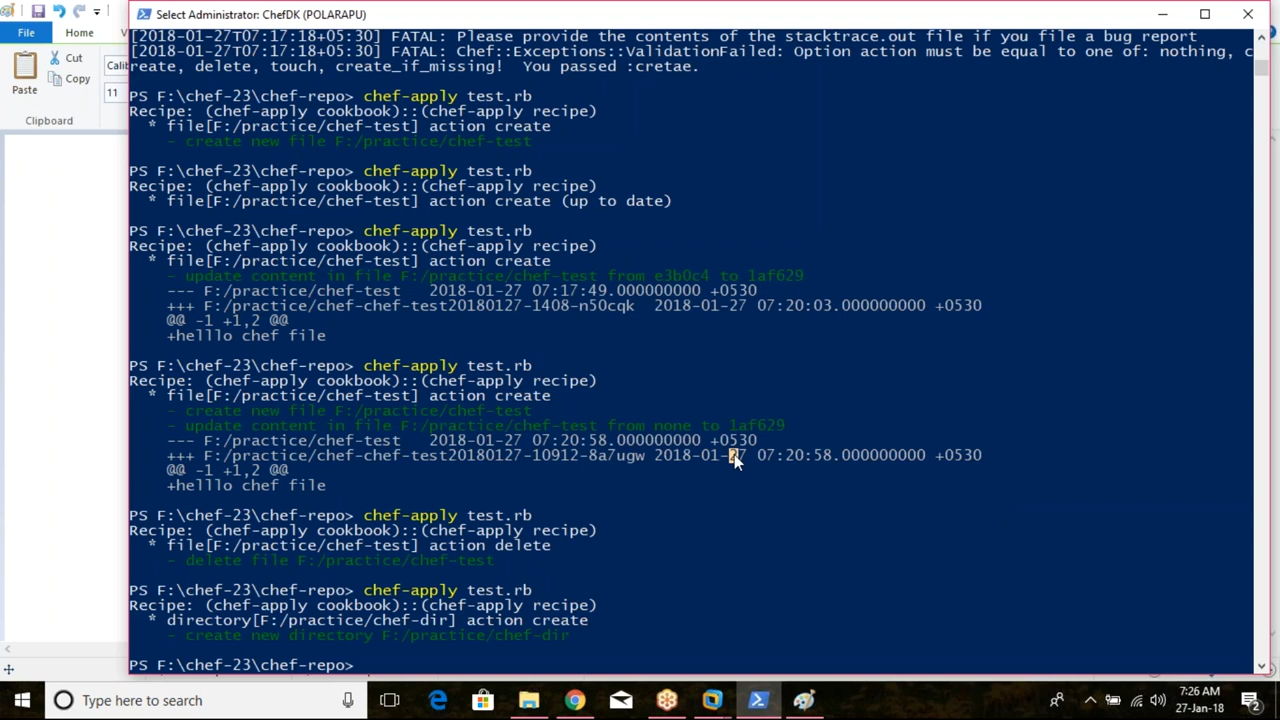 Select Administrator: ChefDK (POLARAPU)
File
Home
Cut
Copy
Paste
Clipboard
Calib
11
[2018-01-27T07:17:18+05:30] FATAL: Please provide the contents of the stacktrace.out file if you file a bug report
[2018-01-27T07:17:18+05:30] FATAL: Chef::Exceptions::ValidationFailed: Option action must be equal to one of: nothing, c
reate, delete, touch, create_if_missing!  You passed :cretae.
PS F:\chef-23\chef-repo> chef-apply test.rb
Recipe: (chef-apply cookbook)::(chef-apply recipe)
* file[F:/practice/chef-test] action create
- create new file F:/practice/chef-test
PS F:\chef-23\chef-repo> chef-apply test.rb
Recipe: (chef-apply cookbook)::(chef-apply recipe)
* file[F:/practice/chef-test] action create (up to date)
PS F:\chef-23\chef-repo> chef-apply test.rb
Recipe: (chef-apply cookbook)::(chef-apply recipe)
* file[F:/practice/chef-test] action create
- update content in file F:/practice/chef-test from e3b0c4 to 1af629
--- F:/practice/chef-test   2018-01-27 07:17:49.000000000 +0530
+++ F:/practice/chef-chef-test20180127-1408-n50cqk  2018-01-27 07:20:03.000000000 +0530
@@ -1 +1,2 @@
+helllo chef file
PS F:\chef-23\chef-repo> chef-apply test.rb
Recipe: (chef-apply cookbook)::(chef-apply recipe)
* file[F:/practice/chef-test] action create
- create new file F:/practice/chef-test
- update content in file F:/practice/chef-test from none to 1af629
--- F:/practice/chef-test   2018-01-27 07:20:58.000000000 +0530
+++ F:/practice/chef-chef-test20180127-10912-8a7ugw 2018-01-27 07:20:58.000000000 +0530
@@ -1 +1,2 @@
+helllo chef file
PS F:\chef-23\chef-repo> chef-apply test.rb
Recipe: (chef-apply cookbook)::(chef-apply recipe)
* file[F:/practice/chef-test] action delete
- delete file F:/practice/chef-test
PS F:\chef-23\chef-repo> chef-apply test.rb
Recipe: (chef-apply cookbook)::(chef-apply recipe)
* directory[F:/practice/chef-dir] action create
- create new directory F:/practice/chef-dir
PS F:\chef-23\chef-repo>
Type here to search
7:26 AM
27-Jan-18
2